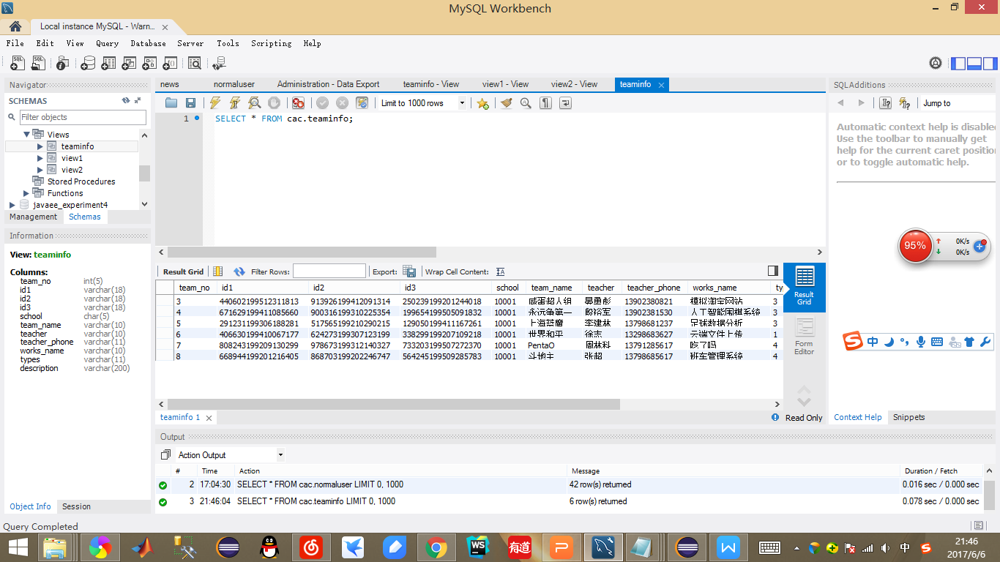 MySQL Workbench
Local instance MySQL - Warn...
File Edit View Query Database Server Tools Scripting Help
Navigator
SCHEMAS
Filter objects
Views
teaminfo
view1
view2
Stored Procedures
Functions
javaee_experiment4
Management Schemas
Information
View: teaminfo
Columns:
team_no int(5)
id1 varchar(18)
id2 varchar(18)
id3 varchar(18)
school char(5)
team_name varchar(10)
teacher varchar(10)
teacher_phone varchar(11)
works_name varchar(10)
types varchar(11)
description varchar(200)
Object Info Session
news normaluser Administration - Data Export teaminfo - View view1 - View view2 - View teaminfo
Limit to 1000 rows
1 SELECT * FROM cac.teaminfo;
Result Grid Filter Rows: Export: Wrap Cell Content:
team_no id1 id2 id3 school team_name teacher teacher_phone works_name ty
3 440602199512311813 913926199412091314 250239199201244018 10001 咸蛋超人组 13902380821 模拟淘宝网站 3
4 671629199411085660 900316199310225354 199654199505091832 10001 永远争第一 殷裕军 13902381530 人工智能围棋系统 3
5 291231199306188281 517565199210290215 129050199411167261 10001 上海蓝魔 李建林 13798681237 足球数据分析 3
6 406630199410067177 624273199307123199 338299199207109218 10001 世界和平 徐志 13298683627 云端文件上传 1
7 808243199209130299 978673199312140327 733203199507272370 10001 PentaO 周林科 13791285617 吃了吗 4
8 668944199201216405 868703199202246747 564245199509285783 10001 斗地主 张超 13798685617 班车管理系统 4
Result Grid
Form Editor
teaminfo 1
Read Only
SQLAdditions
Jump to
Automatic context help is disabled
Use the toolbar to manually get
help for the current caret position
or to toggle automatic help.
95%
0K/s
0K/s
中
Context Help Snippets
Output
Action Output
# Time Action Message Duration / Fetch
2 17:04:30 SELECT * FROM cac.normaluser LIMIT 0, 1000 42 row(s) returned 0.016 sec / 0.000 sec
3 21:46:04 SELECT * FROM cac.teaminfo LIMIT 0, 1000 6 row(s) returned 0.078 sec / 0.000 sec
Query Completed
WS
有道
P
W
中
21:46
2017/6/6